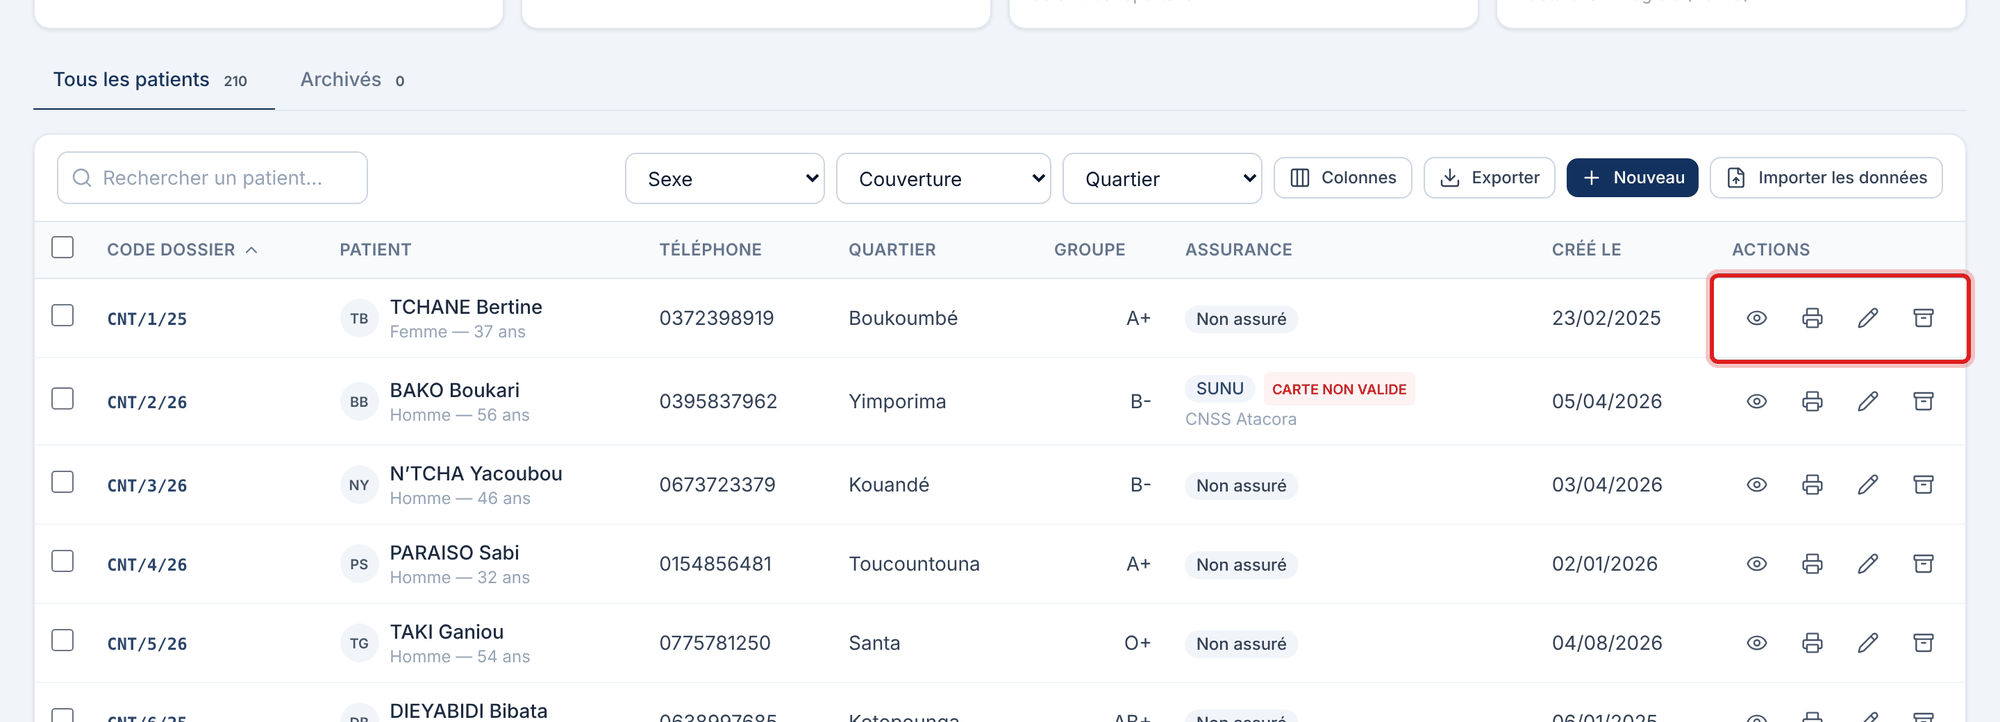 Tous les patients 210 Archivés 0
Rechercher un patient... Sexe Couverture Quartier Colonnes Exporter Nouveau Importer les données
CODE DOSSIER PATIENT TÉLÉPHONE QUARTIER GROUPE ASSURANCE CRÉÉ LE ACTIONS
CNT/1/25 TB TCHANE Bertine 0372398919 Boukoumbé A+ Non assuré 23/02/2025
Femme — 37 ans
CNT/2/26 BB BAKO Boukari 0395837962 Yimporima B- SUNU CARTE NON VALIDE 05/04/2026
Homme — 56 ans CNSS Atacora
CNT/3/26 NY N’TCHA Yacoubou 0673723379 Kouandé B- Non assuré 03/04/2026
Homme — 46 ans
CNT/4/26 PS PARAISO Sabi 0154856481 Toucountouna A+ Non assuré 02/01/2026
Homme — 32 ans
CNT/5/26 TG TAKI Ganiou 0775781250 Santa O+ Non assuré 04/08/2026
Homme — 54 ans
DIEYABIDI Bibata